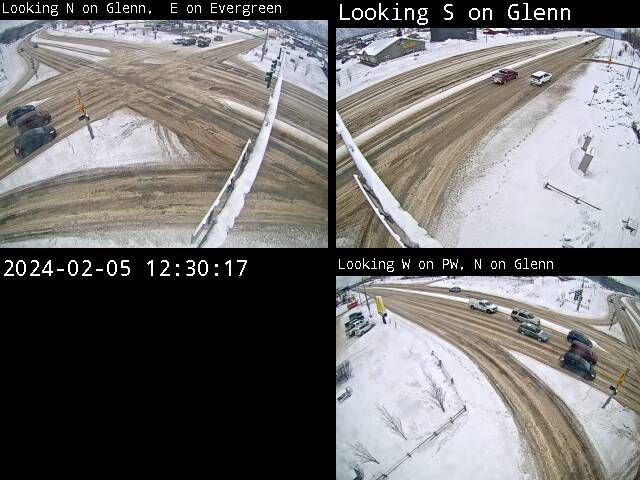 Looking N on Glenn,  E on Evergreen
Looking S on Glenn
2024-02-05 12:30:17
Looking W on PW, N on Glenn